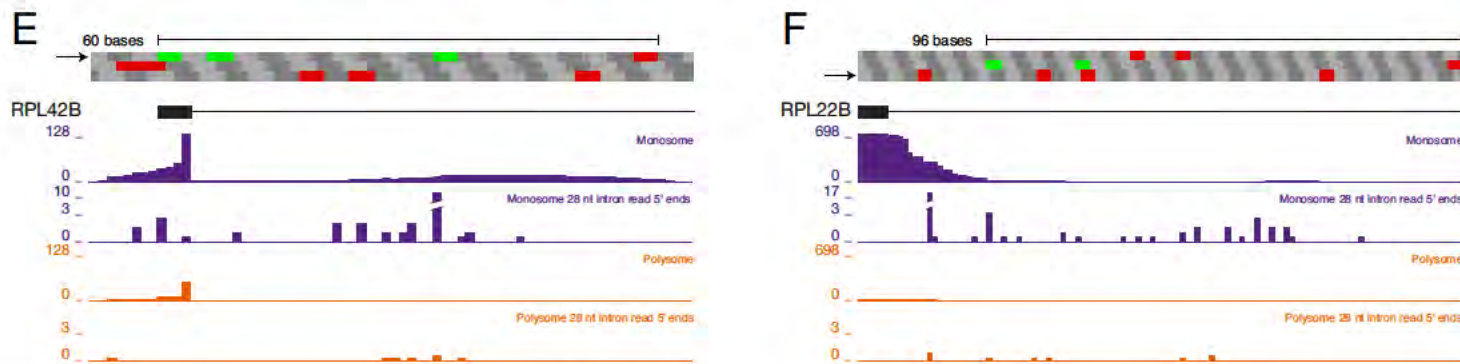 E
60 bases
RPL42B
128
0
Monosome
10
3
0
Monosome 28 nt intron read 5' ends
128
0
Polysome
3
0
Polysome 28 nt intron read 5' ends
F
96 bases
RPL22B
698
0
Monosome
17
3
0
Monosome 28 nt intron read 5' ends
698
0
Polysome
3
0
Polysome 28 nt intron read 5' ends